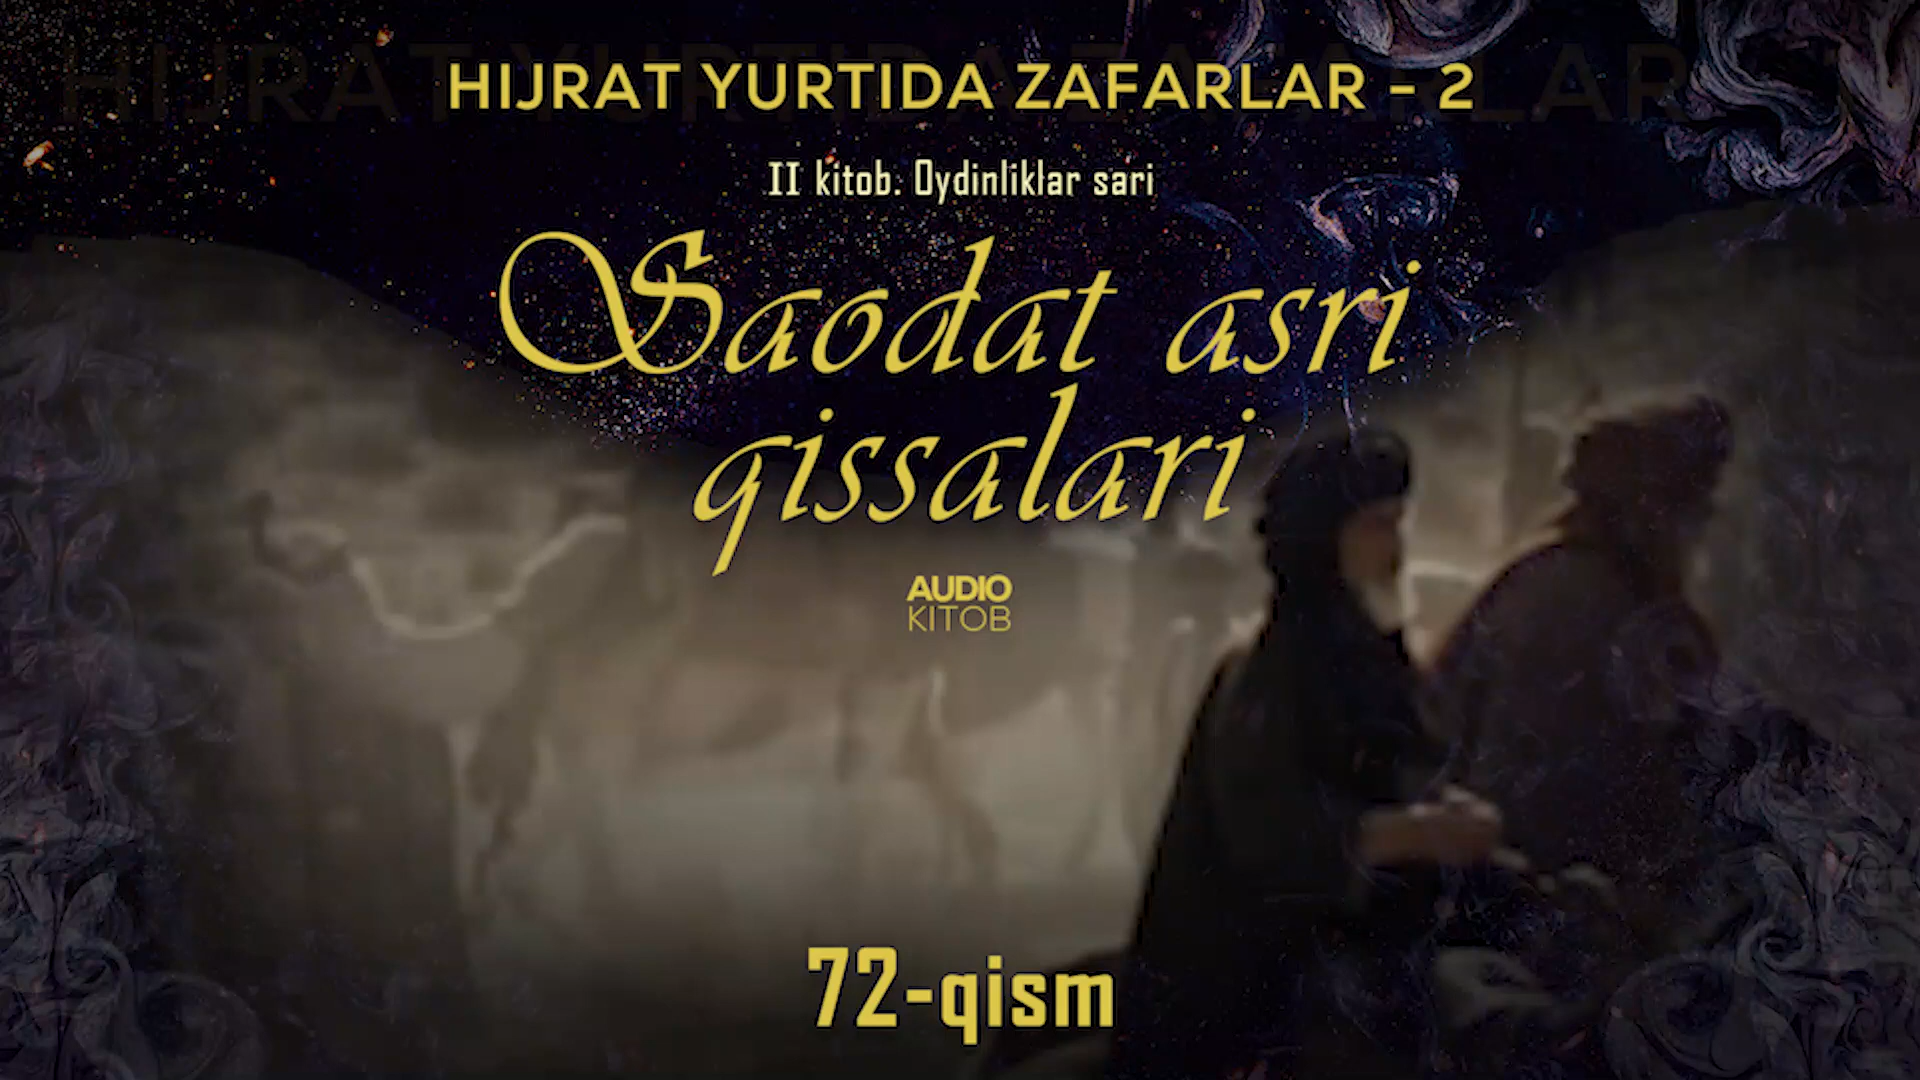 HIJRAT YURTIDA ZAFARLAR - 2
II kitob. Oydinliklar sari
Saodat asri
qissalari
AUDIO
KITOB
72-qism